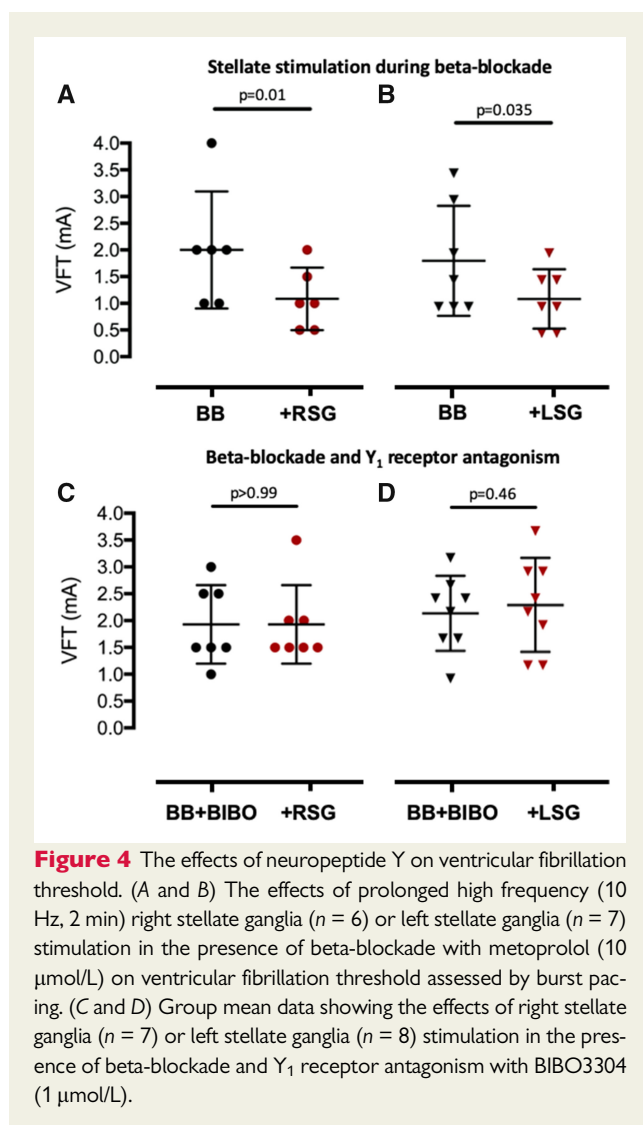 Stellate stimulation during beta-blockade
A
B
p=0.01
p=0.035
4.0
3.5
3.0
2.5
2.0
1.5
1.0
0.5
0.0
VFT (mA)
BB
+RSG
BB
+LSG
Beta-blockade and Y₁ receptor antagonism
C
D
p>0.99
p=0.46
4.0
3.5
3.0
2.5
2.0
1.5
1.0
0.5
0.0
VFT (mA)
BB+BIBO
+RSG
BB+BIBO
+LSG
Figure 4 The effects of neuropeptide Y on ventricular fibrillation
threshold. (A and B) The effects of prolonged high frequency (10
Hz, 2 min) right stellate ganglia (n = 6) or left stellate ganglia (n = 7)
stimulation in the presence of beta-blockade with metoprolol (10
μmol/L) on ventricular fibrillation threshold assessed by burst pac-
ing. (C and D) Group mean data showing the effects of right stellate
ganglia (n = 7) or left stellate ganglia (n = 8) stimulation in the pres-
ence of beta-blockade and Y₁ receptor antagonism with BIBO3304
(1 μmol/L).